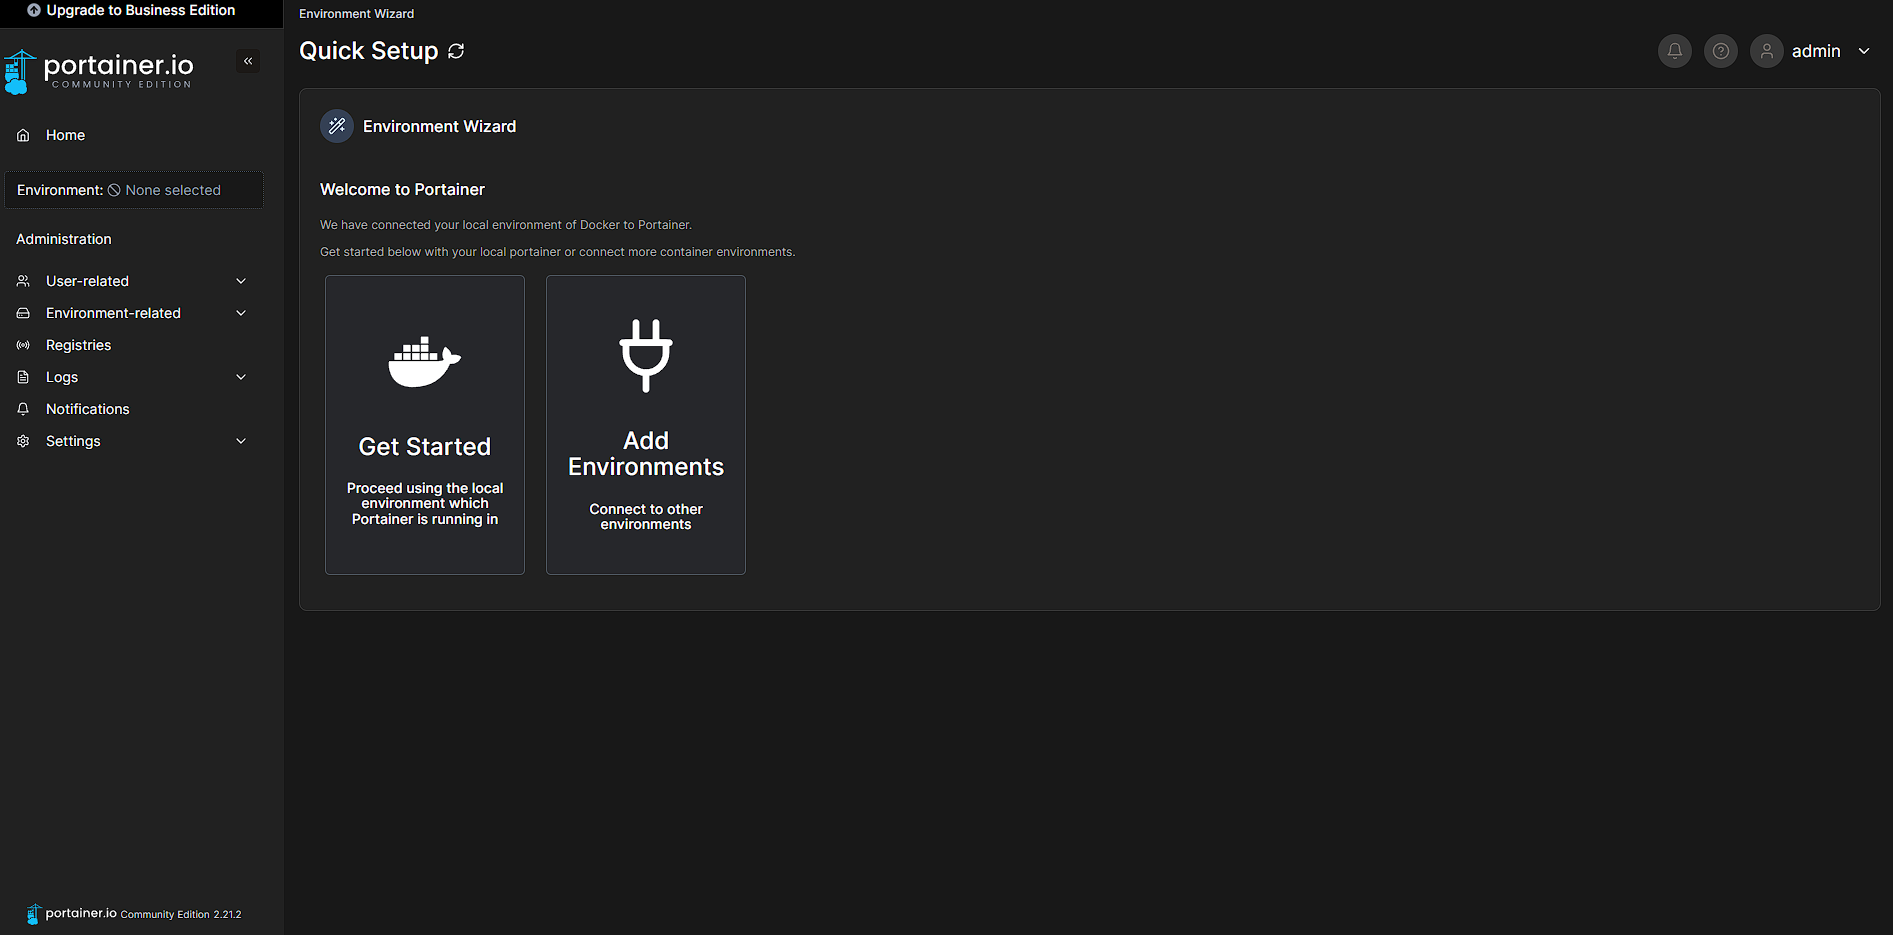 Upgrade to Business Edition
portainer.io
COMMUNITY EDITION
Home
Environment: None selected
Administration
User-related
Environment-related
Registries
Logs
Notifications
Settings
portainer.io Community Edition 2.21.2
Environment Wizard
Quick Setup
admin
Environment Wizard
Welcome to Portainer
We have connected your local environment of Docker to Portainer.
Get started below with your local portainer or connect more container environments.
Get Started
Proceed using the local
environment which
Portainer is running in
Add
Environments
Connect to other
environments